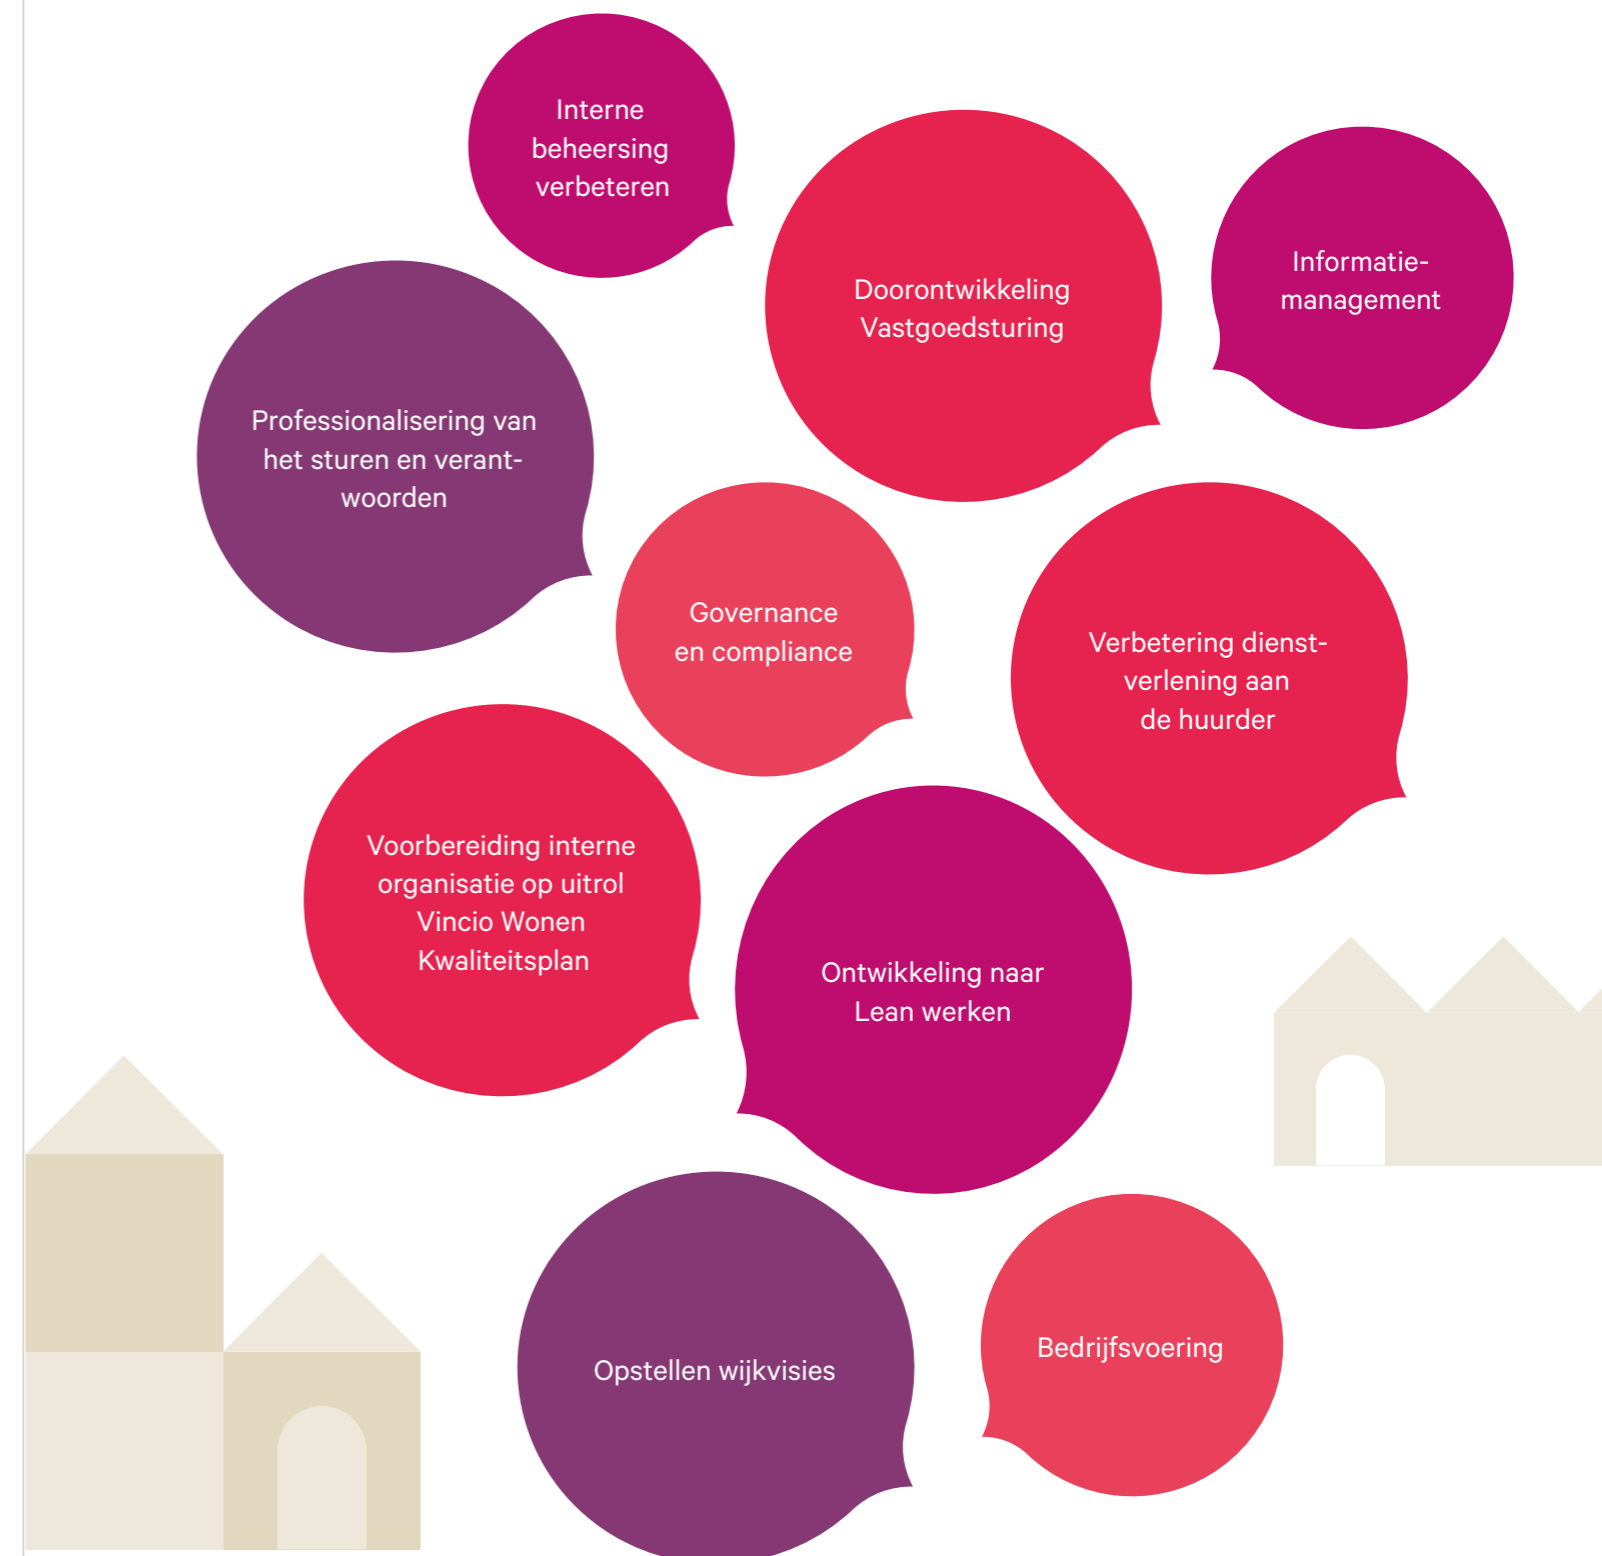 Interne
beheersing
verbeteren
Doorontwikkeling
Vastgoedsturing
Informatie-
management
Professionalisering van
het sturen en verant-
woorden
Governance
en compliance
Verbetering dienst-
verlening aan
de huurder
Voorbereiding interne
organisatie op uitrol
Vincio Wonen
Kwaliteitsplan
Ontwikkeling naar
Lean werken
Opstellen wijkvisies
Bedrijfsvoering